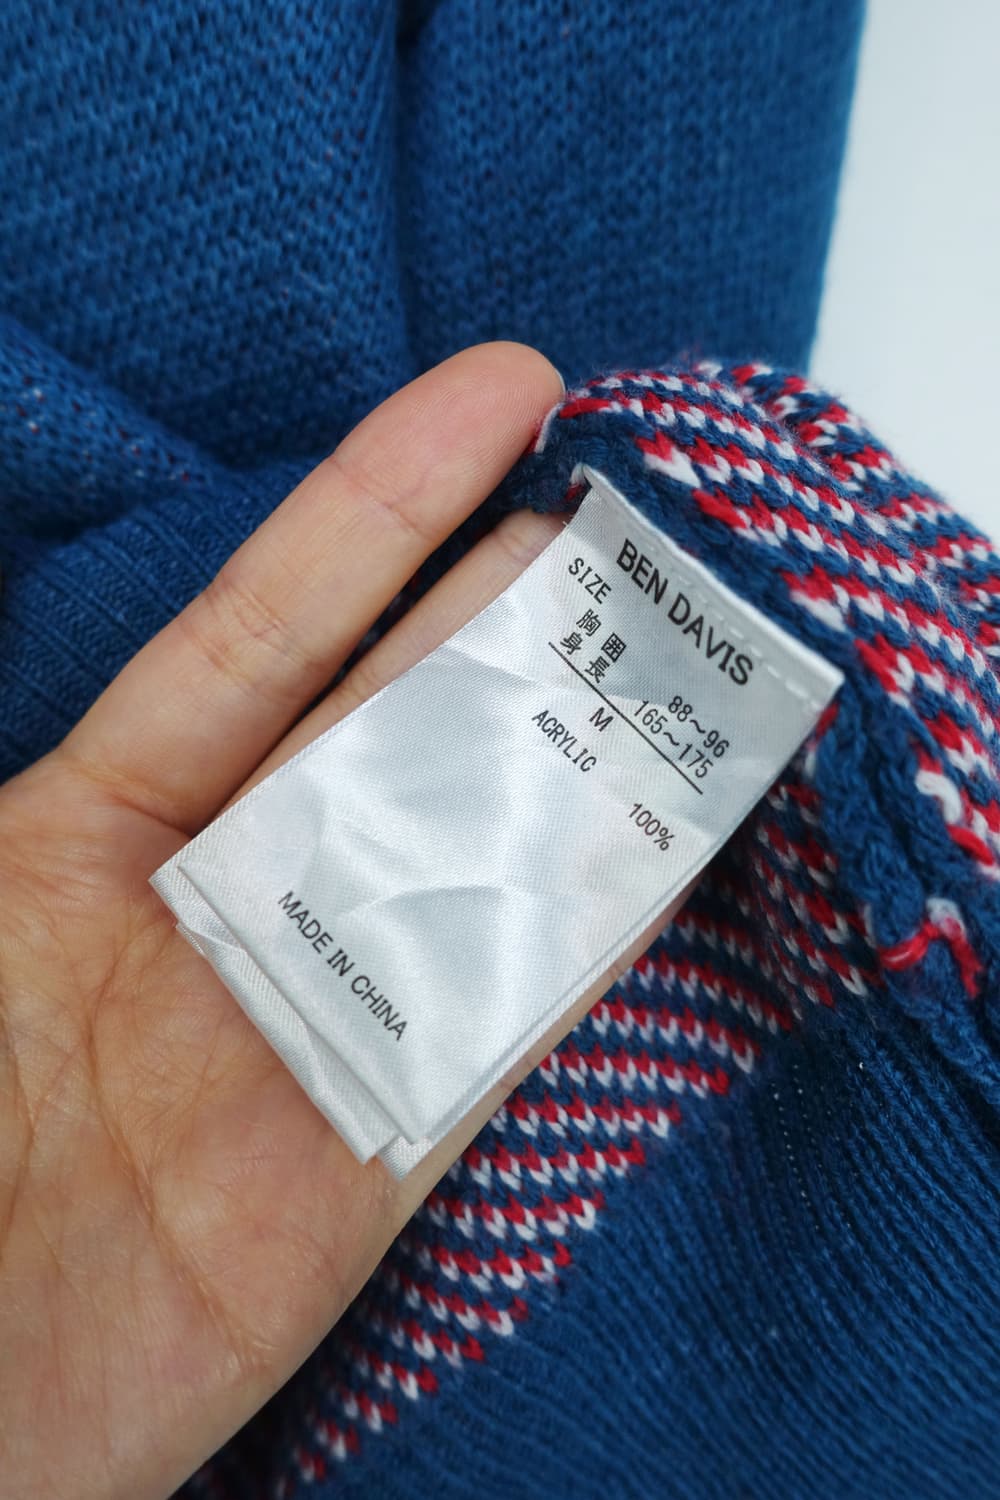 BEN DAVIS
SIZE
胸囲 88~96
身長 165~175
M
ACRYLIC 100%
MADE IN CHINA